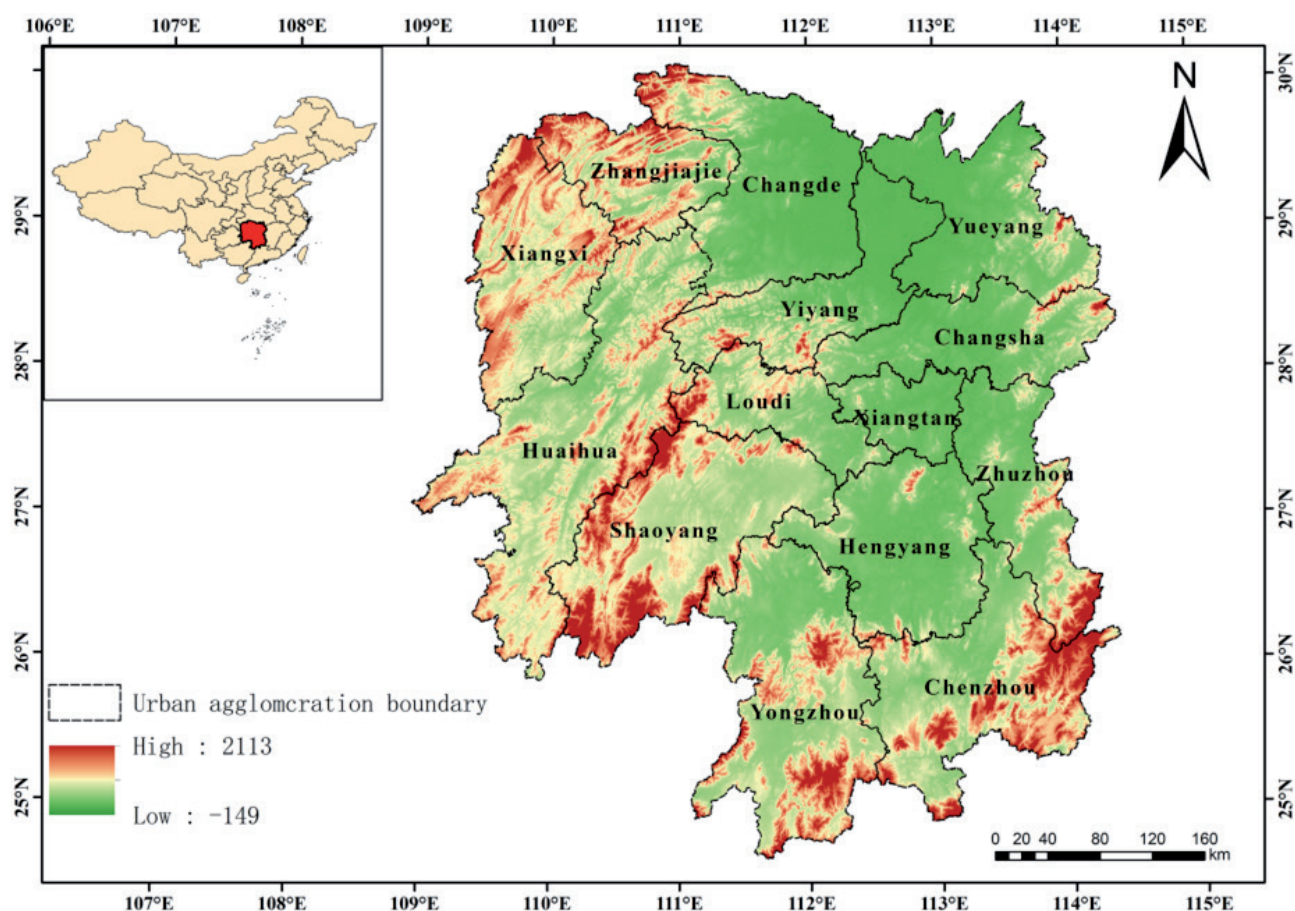 106°E 107°E 108°E 109°E 110°E 111°E 112°E 113°E 114°E 115°E
30°N
29°N
28°N
27°N
26°N
25°N
N
Zhangjiajie
Changde
Yueyang
Xiangxi
Yiyang
Changsha
Loudi
Xiangtan
Huaihua
Zhuzhou
Shaoyang
Hengyang
Chenzhou
Yongzhou
29°N
28°N
27°N
26°N
25°N
Urban agglomcration boundary
High : 2113
Low : -149
0 20 40 80 120 160
km
107°E 108°E 109°E 110°E 111°E 112°E 113°E 114°E 115°E